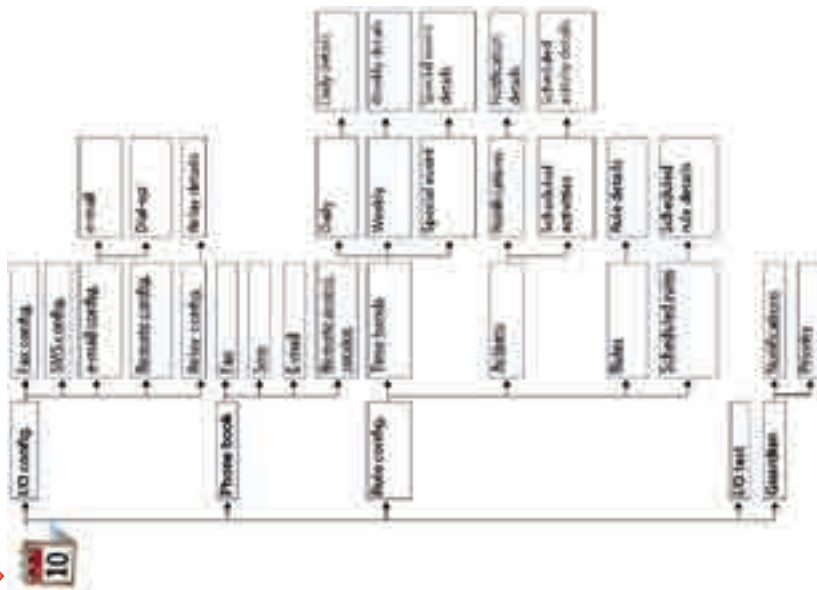 10
I/O config.
Fax config.
SMS config.
e-mail config.
e-mail
Dial-up
Remote config.
Relay config.
Relay details
Phone book
Fax
Sms
E-mail
Remote access
Rule config.
Time bands
Daily
Daily details
Weekly
Weekly details
Special event
Special event
details
Actions
Notifications
Notification
details
Scheduled
activities
Scheduled
activity details
Rules
Rule details
Scheduled rules
Scheduled
rule details
I/O test
Guardian
Notifications
Priority